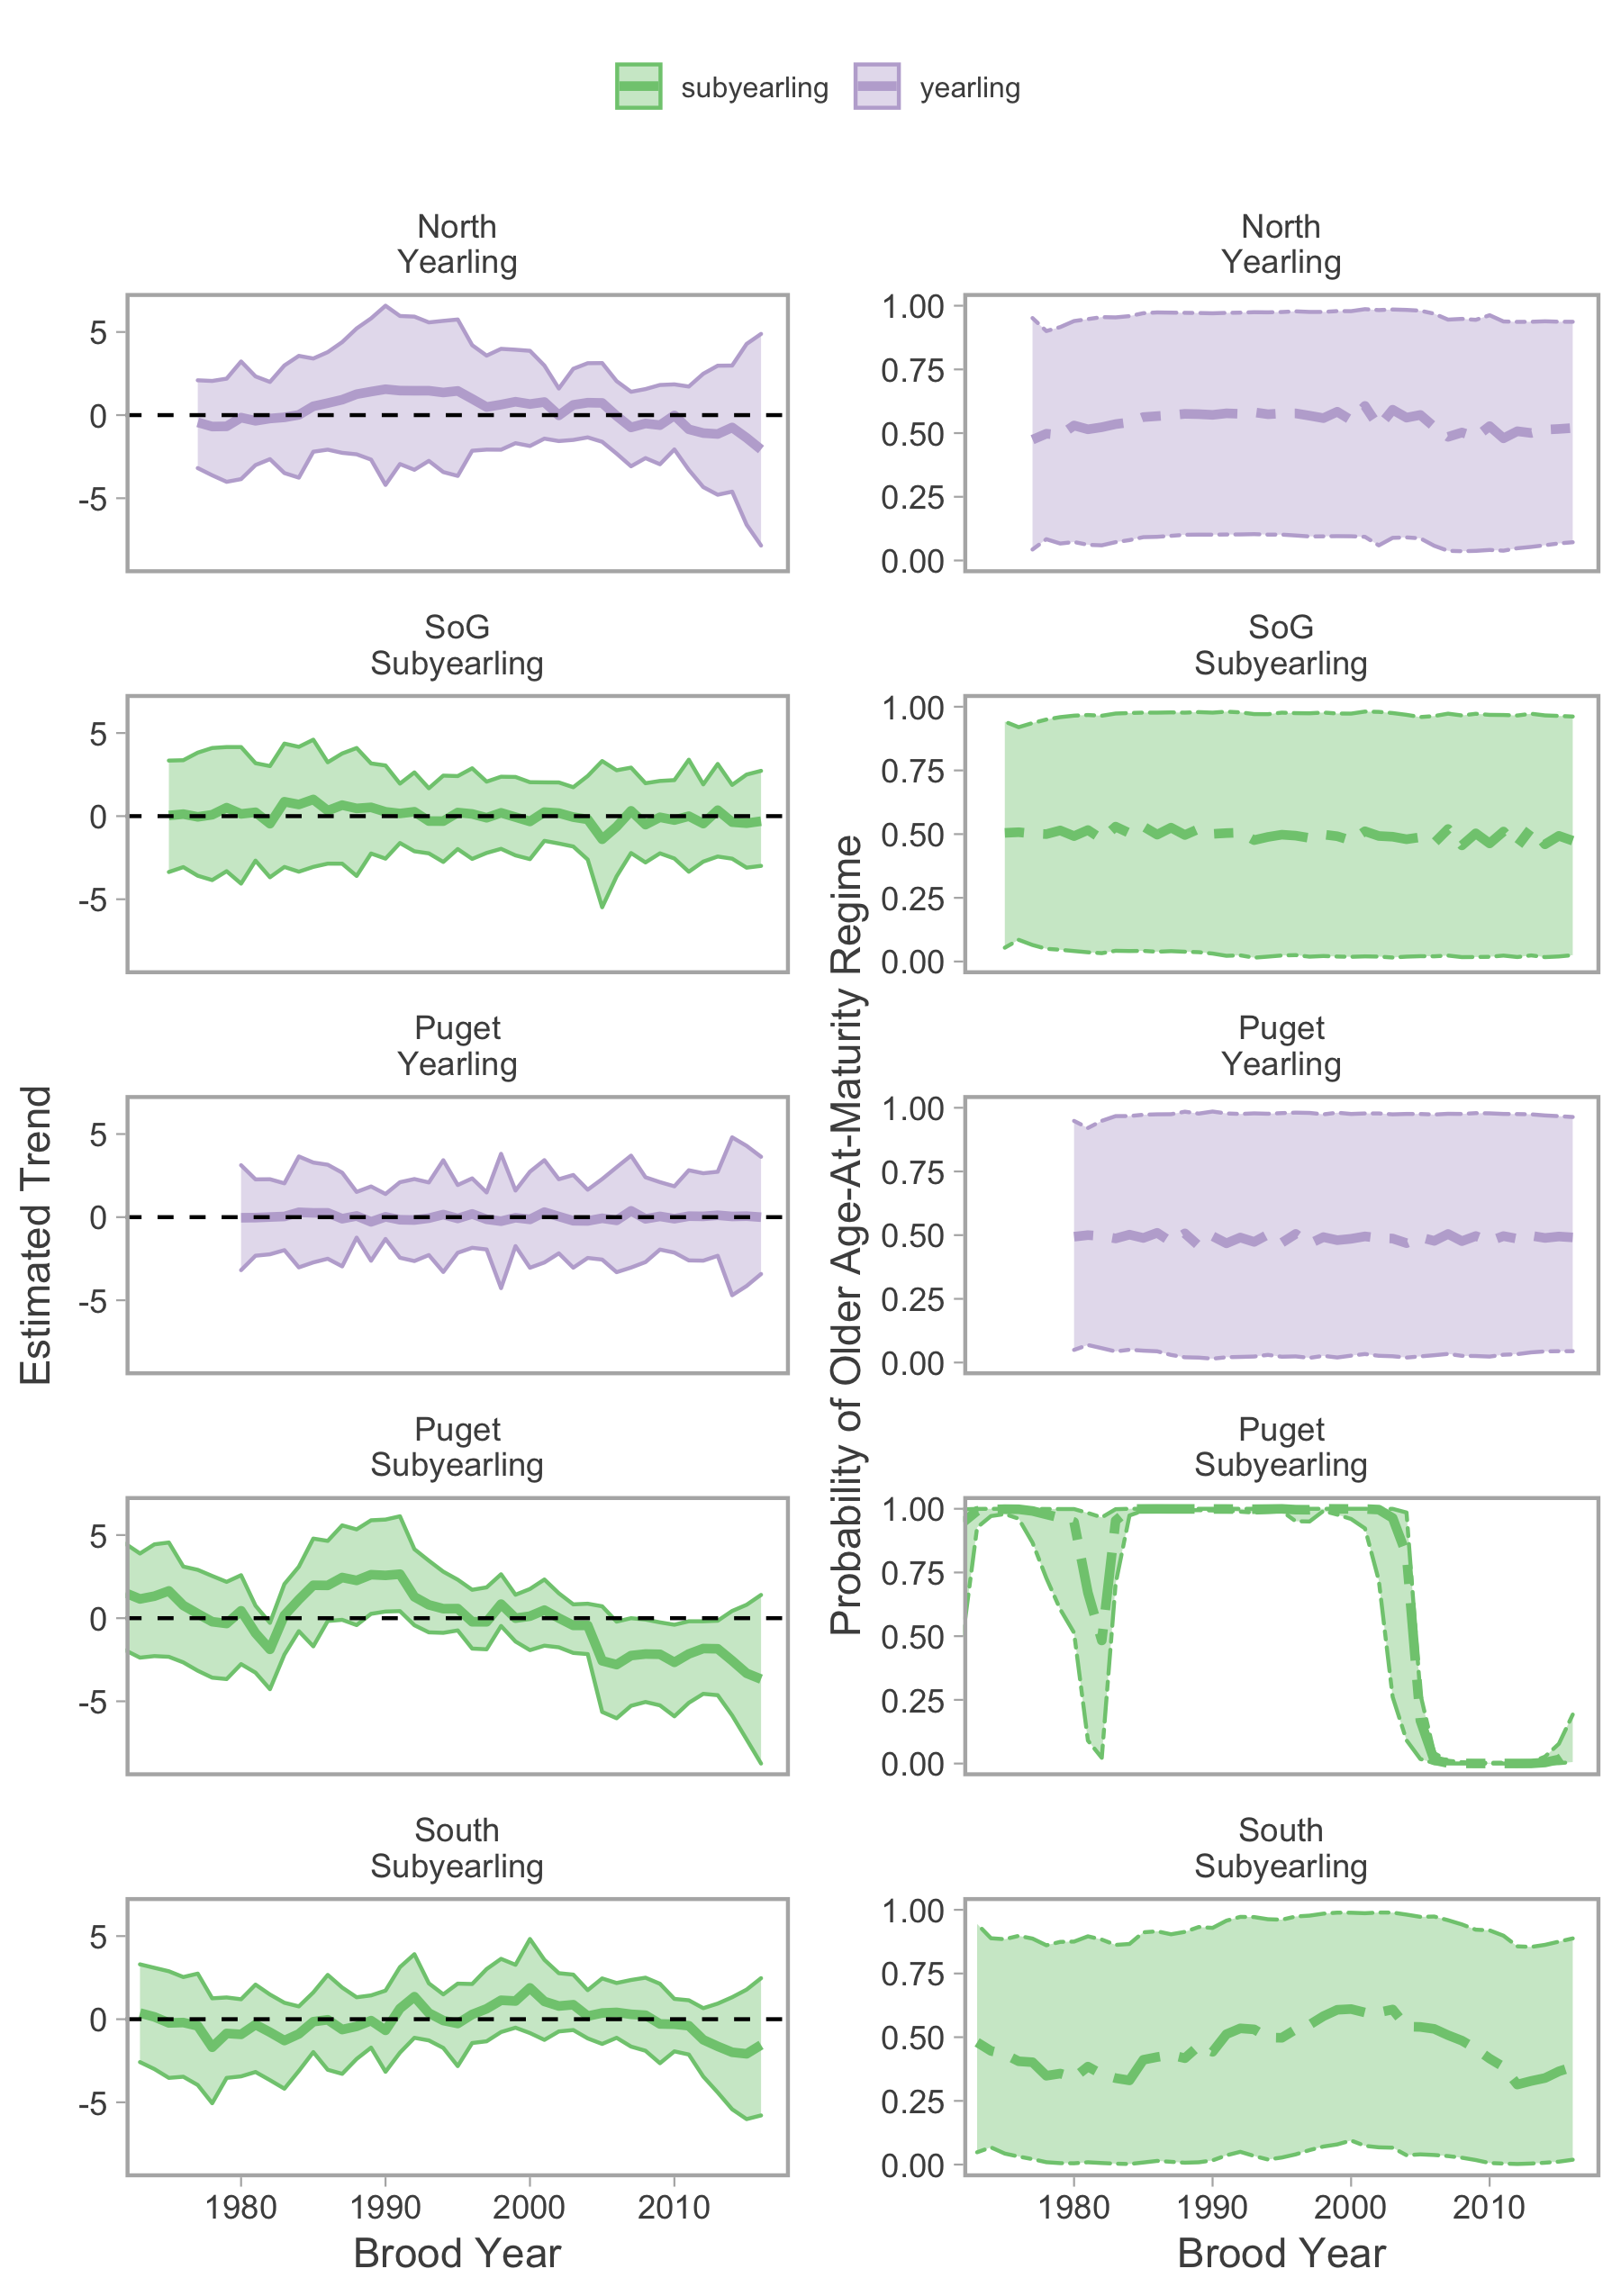 subyearling yearling
North
Yearling
5
0
-5
North
Yearling
1.00
0.75
0.50
0.25
0.00
SoG
Subyearling
5
0
-5
SoG
Subyearling
1.00
0.75
0.50
0.25
0.00
Puget
Yearling
5
0
-5
Puget
Yearling
1.00
0.75
0.50
0.25
0.00
Puget
Subyearling
5
0
-5
Puget
Subyearling
1.00
0.75
0.50
0.25
0.00
South
Subyearling
5
0
-5
South
Subyearling
1.00
0.75
0.50
0.25
0.00
1980 1990 2000 2010
1980 1990 2000 2010
Brood Year
Brood Year
Estimated Trend
Probability of Older Age-At-Maturity Regime